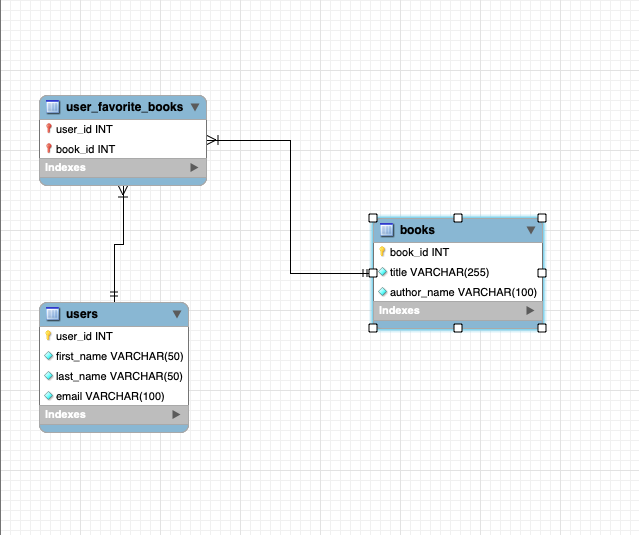 user_favorite_books
user_id INT
book_id INT
Indexes
books
book_id INT
title VARCHAR(255)
author_name VARCHAR(100)
Indexes
users
user_id INT
first_name VARCHAR(50)
last_name VARCHAR(50)
email VARCHAR(100)
Indexes